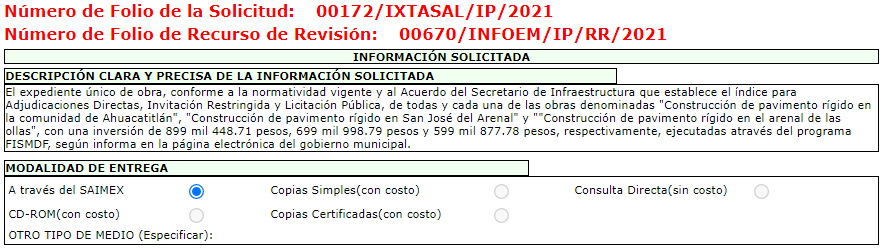 Número de Folio de la Solicitud: 00172/IXTASAL/IP/2021
Número de Folio de Recurso de Revisión: 00670/INFOEM/IP/RR/2021
INFORMACIÓN SOLICITADA
DESCRIPCIÓN CLARA Y PRECISA DE LA INFORMACIÓN SOLICITADA
El expediente único de obra, conforme a la normatividad vigente y al Acuerdo del Secretario de Infraestructura que establece el índice para
Adjudicaciones Directas, Invitación Restringida y Licitación Pública, de todas y cada una de las obras denominadas "Construcción de pavimento rígido en
la comunidad de Ahuacatitlán", "Construcción de pavimento rígido en San José del Arenal" y ""Construcción de pavimento rígido en el arenal de las
ollas", con una inversión de 899 mil 448.71 pesos, 699 mil 998.79 pesos y 599 mil 877.78 pesos, respectivamente, ejecutadas através del programa
FISMDF, según informa en la página electrónica del gobierno municipal.
MODALIDAD DE ENTREGA
A través del SAIMEX Copias Simples(con costo) Consulta Directa(sin costo)
CD-ROM(con costo) Copias Certificadas(con costo)
OTRO TIPO DE MEDIO (Especificar):